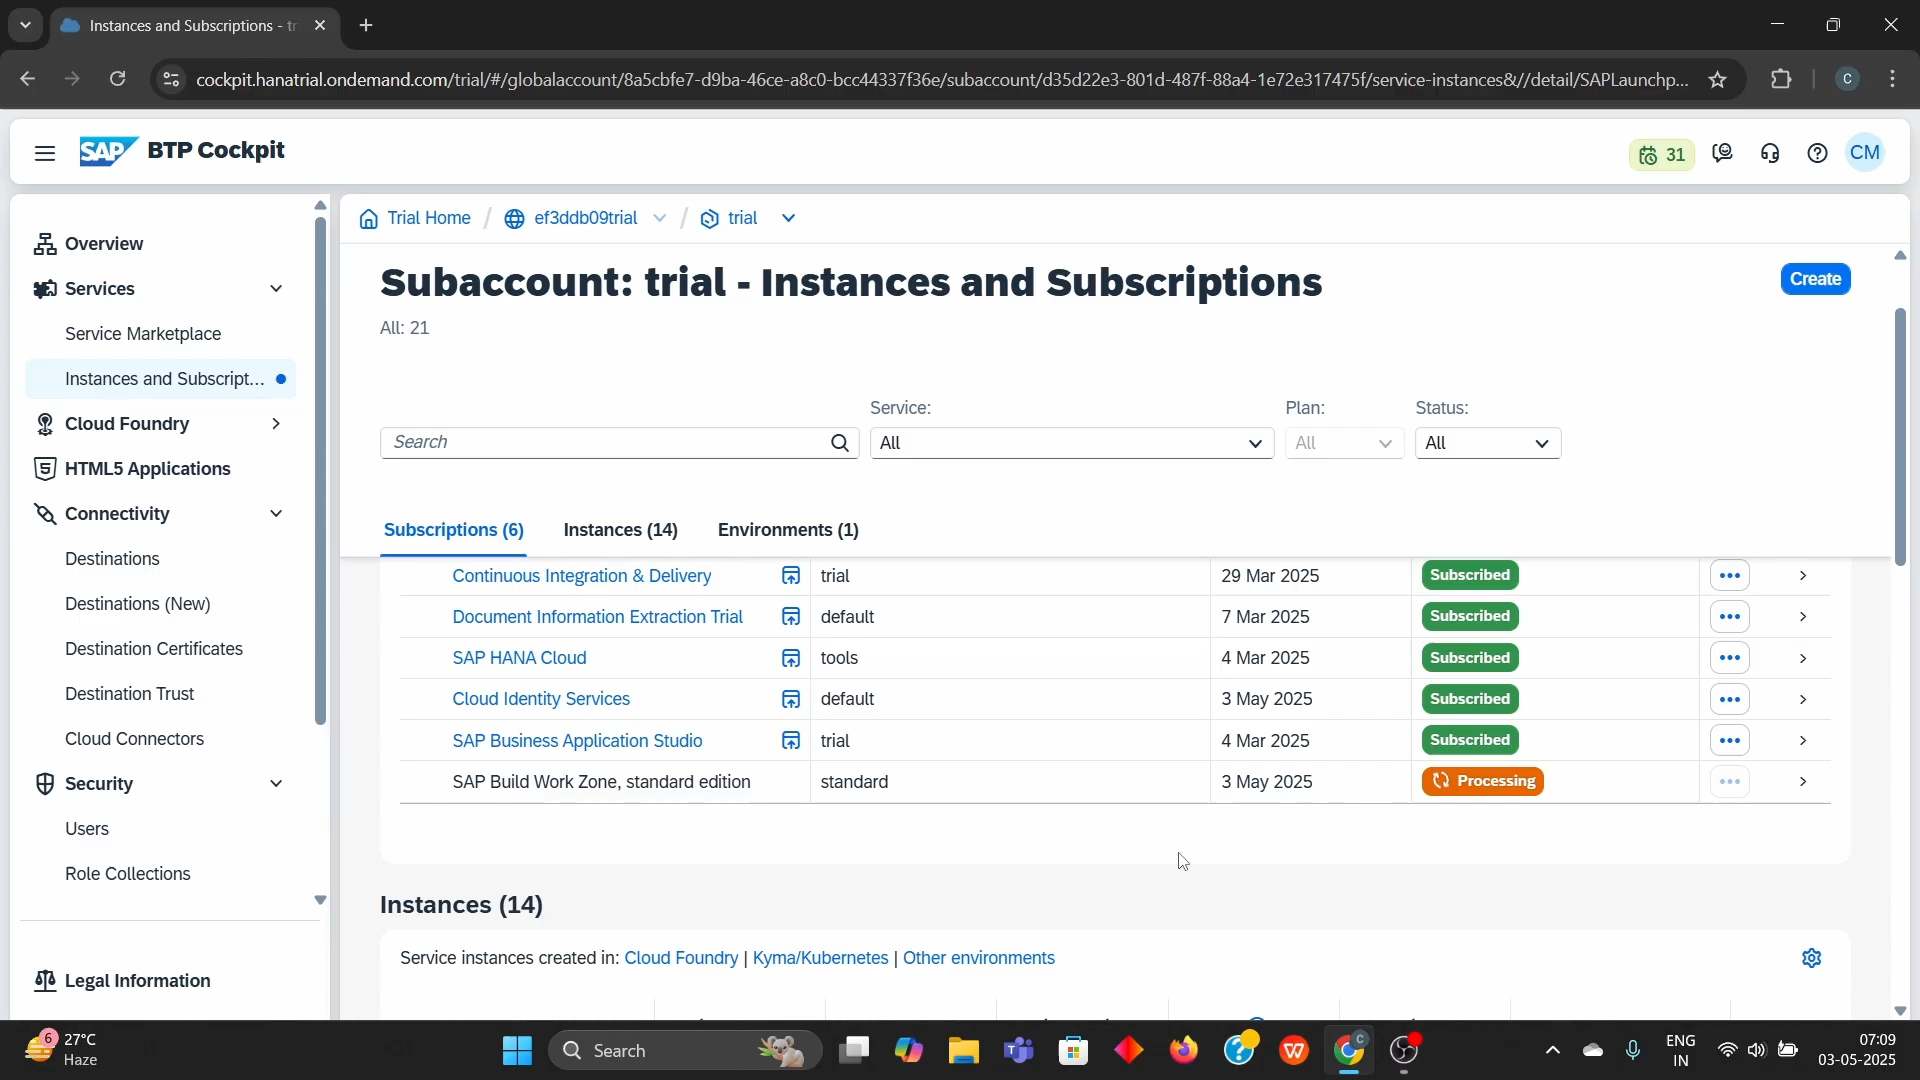 Instances and Subscriptions - tr
cockpit.hanatrial.ondemand.com/trial/#/globalaccount/8a5cbfe7-d9ba-46ce-a8c0-bcc44337f36e/subaccount/d35d22e3-801d-487f-88a4-1e72e317475f/service-instances&//detail/SAPLaunchp...
C
SAP BTP Cockpit
31
CM
Overview
Services
Service Marketplace
Instances and Subscript...
Cloud Foundry
HTML5 Applications
Connectivity
Destinations
Destinations (New)
Destination Certificates
Destination Trust
Cloud Connectors
Security
Users
Role Collections
Legal Information
Trial Home / ef3ddb09trial / trial
Subaccount: trial - Instances and Subscriptions
Create
All: 21
Service: Plan: Status:
Search All All All
Subscriptions (6) Instances (14) Environments (1)
Continuous Integration & Delivery trial 29 Mar 2025 Subscribed
Document Information Extraction Trial default 7 Mar 2025 Subscribed
SAP HANA Cloud tools 4 Mar 2025 Subscribed
Cloud Identity Services default 3 May 2025 Subscribed
SAP Business Application Studio trial 4 Mar 2025 Subscribed
SAP Build Work Zone, standard edition standard 3 May 2025 Processing
Instances (14)
Service instances created in: Cloud Foundry | Kyma/Kubernetes | Other environments
6
27°C
Haze
Search
C
ENG
IN
07:09
03-05-2025